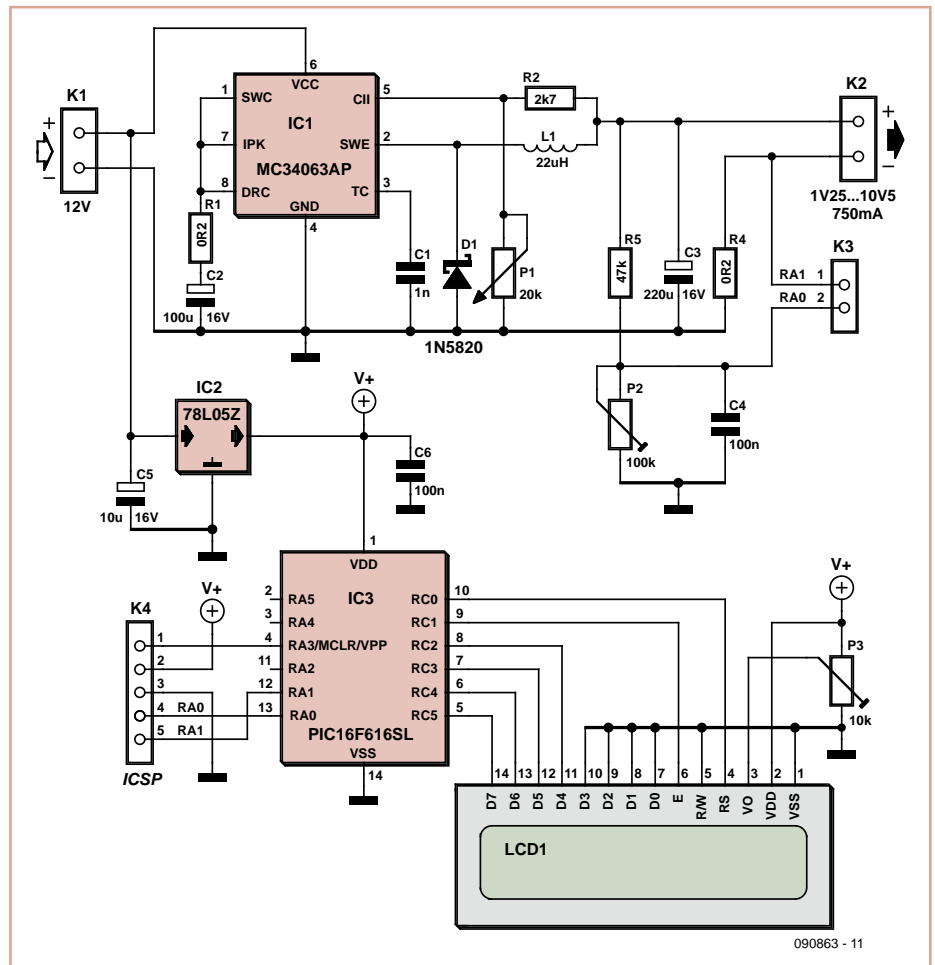 K1
+
–
12V
6
VCC
1
SWC
IC1
7
IPK
MC34063AP
8
DRC
GND
4
CII
5
SWE
2
TC
3
R1
0R2
C2
100u
16V
R2
2k7
L1
22uH
C1
1n
D1
1N5820
P1
20k
R5
47k
C3
220u
16V
R4
0R2
K2
+
–
1V25...10V5
750mA
K3
RA1
1
RA0
2
P2
100k
C4
100n
IC2
78L05Z
C5
10u
16V
V+
C6
100n
1
VDD
IC3
2
RA5
3
RA4
4
RA3/MCLR/VPP
11
RA2
12
RA1
13
RA0
RC0
10
RC1
9
RC2
8
RC3
7
RC4
6
RC5
5
PIC16F616SL
VSS
14
V+
K4
1
2
3
4
RA0
5
RA1
ICSP
V+
P3
10k
14 13 12 11 10 9 8 7 6 5 4 3 2 1
D7 D6 D5 D4 D3 D2 D1 D0 E R/W RS VO VDD VSS
LCD1
090863 - 11